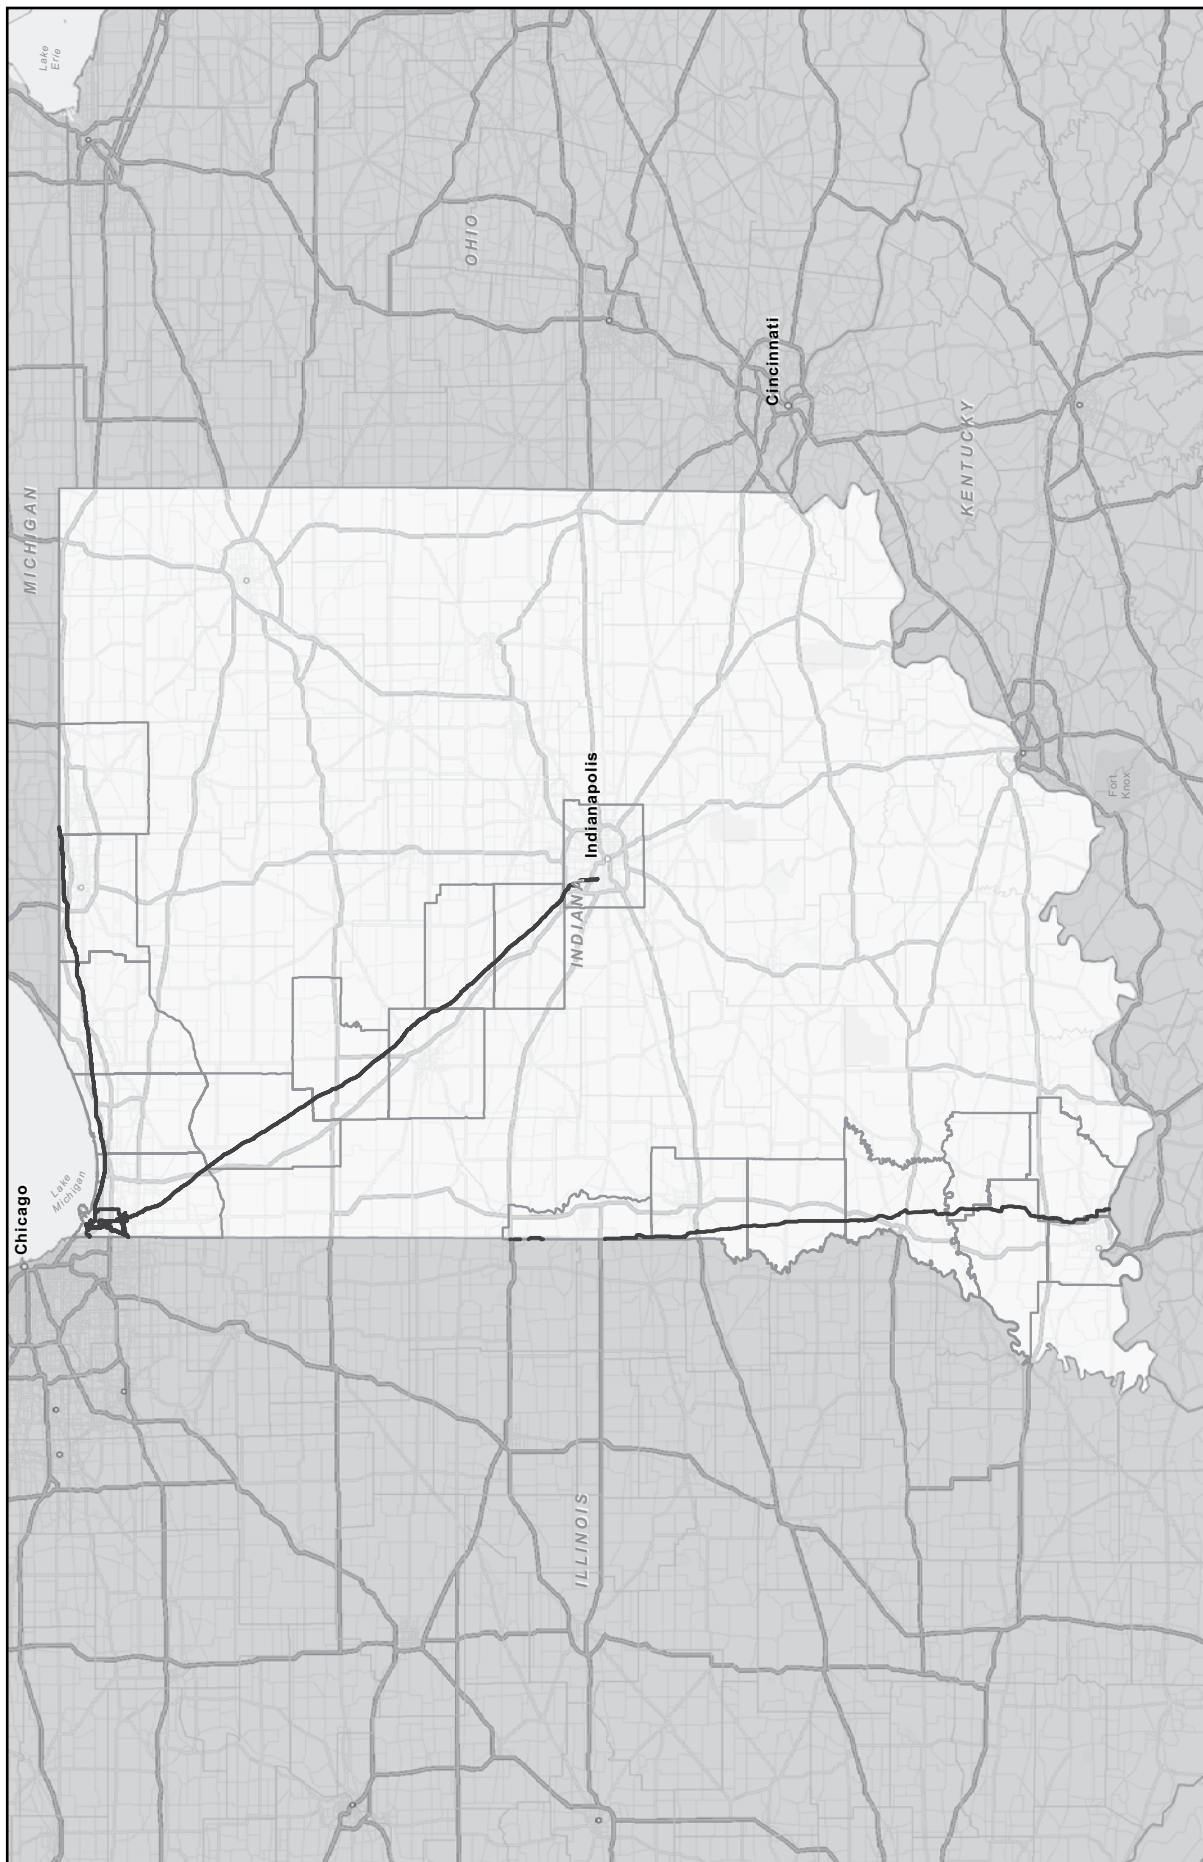 Lake
Erie
OHIO
MICHIGAN
Cincinnati
KENTUCKY
Indianapolis
INDIANA
Fort
Knox
Chicago
Lake
Michigan
ILLINOIS